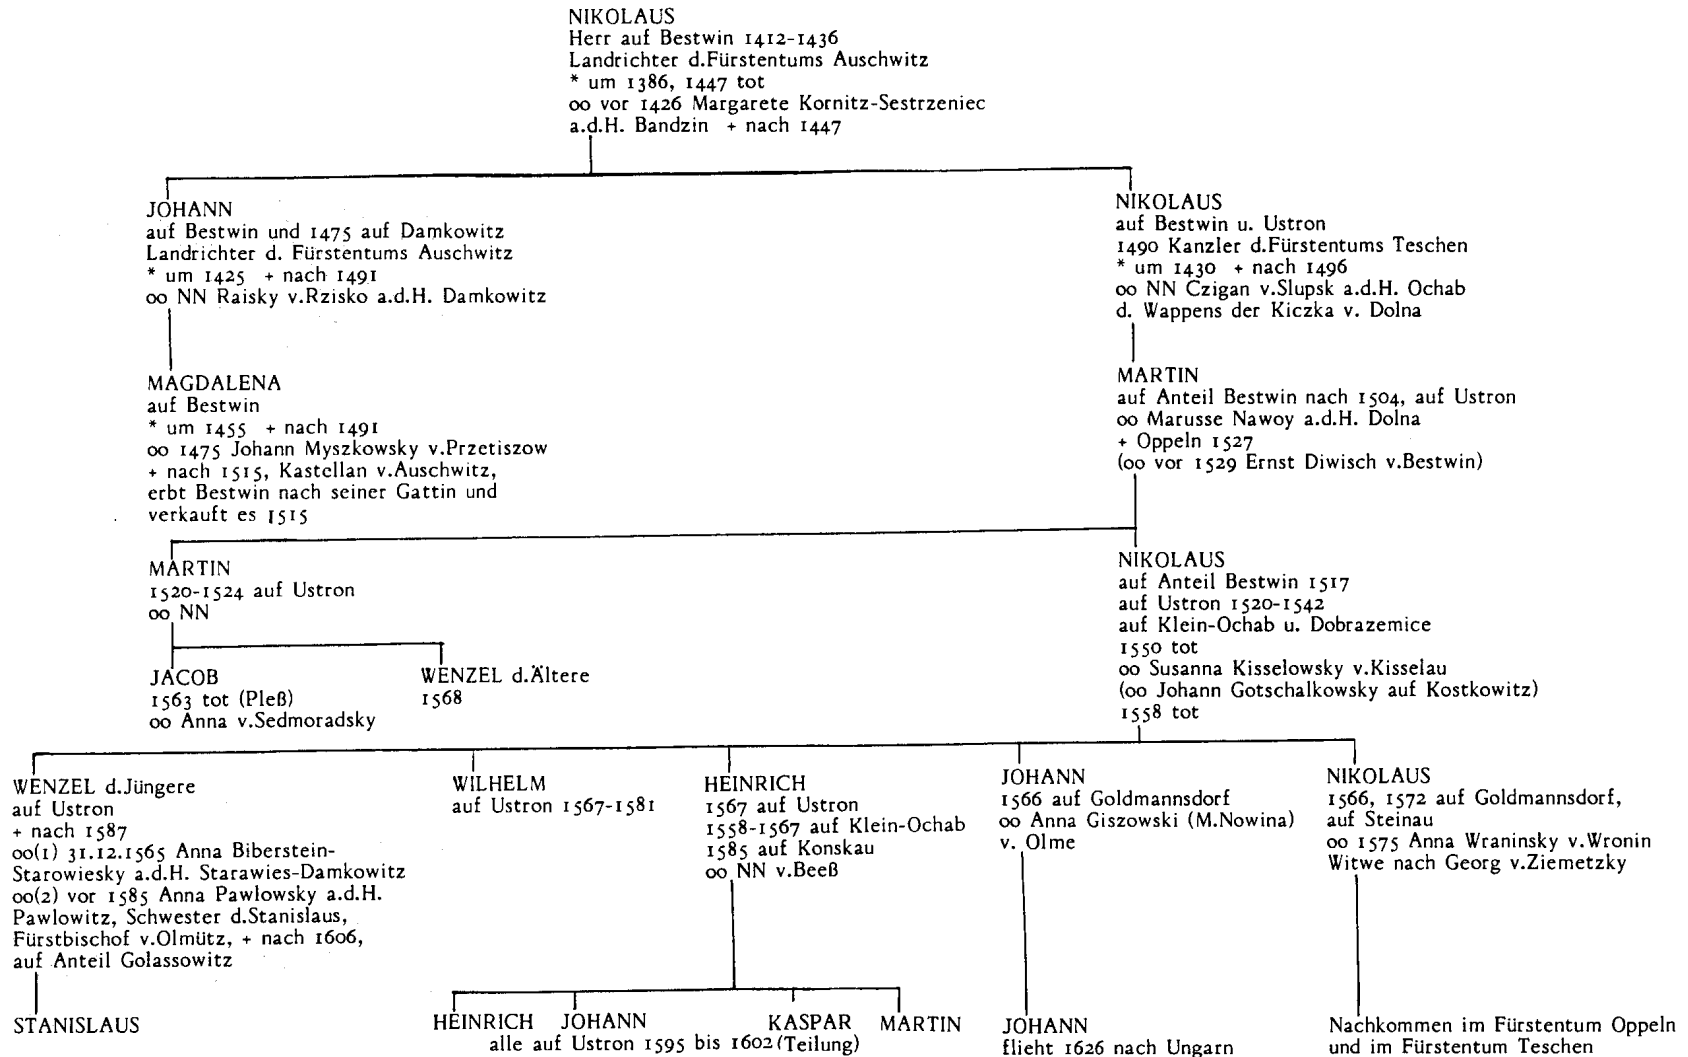 NIKOLAUS
Herr auf Bestwin 1412-1436
Landrichter d.Fürstentums Auschwitz
* um 1386, 1447 tot
oo vor 1426 Margarete Kornitz-Sestrzeniec
a.d.H. Bandzin + nach 1447
JOHANN
auf Bestwin und 1475 auf Damkowitz
Landrichter d. Fürstentums Auschwitz
* um 1425 + nach 1491
oo NN Raisky v.Rzisko a.d.H. Damkowitz
NIKOLAUS
auf Bestwin u. Ustron
1490 Kanzler d.Fürstentums Teschen
* um 1430 + nach 1496
oo NN Czigan v.Slupsk a.d.H. Ochab
d. Wappens der Kiczka v. Dolna
MAGDALENA
auf Bestwin
* um 1455 + nach 1491
oo 1475 Johann Myszkowsky v.Przetiszow
+ nach 1515, Kastellan v.Auschwitz,
erbt Bestwin nach seiner Gattin und
verkauft es 1515
MARTIN
auf Anteil Bestwin nach 1504, auf Ustron
oo Marusse Nawoy a.d.H. Dolna
+ Oppeln 1527
(oo vor 1529 Ernst Diwisch v.Bestwin)
MARTIN
1520-1524 auf Ustron
oo NN
NIKOLAUS
auf Anteil Bestwin 1517
auf Ustron 1520-1542
auf Klein-Ochab u. Dobrazemice
1550 tot
oo Susanna Kisselowsky v.Kisselau
(oo Johann Gotschalkowsky auf Kostkowitz)
1558 tot
JACOB
1563 tot (Pleß)
oo Anna v.Sedmoradsky
WENZEL d.Ältere
1568
WENZEL d.Jüngere
auf Ustron
+ nach 1587
oo(1) 31.12.1565 Anna Biberstein-
Starowiesky a.d.H. Starawies-Damkowitz
oo(2) vor 1585 Anna Pawlowsky a.d.H.
Pawlowitz, Schwester d.Stanislaus,
Fürstbischof v.Olmütz, + nach 1606,
auf Anteil Golassowitz
WILHELM
auf Ustron 1567-1581
HEINRICH
1567 auf Ustron
1558-1567 auf Klein-Ochab
1585 auf Konskau
oo NN v.Beeß
JOHANN
1566 auf Goldmannsdorf
oo Anna Giszowski (M.Nowina)
v. Olme
NIKOLAUS
1566, 1572 auf Goldmannsdorf,
auf Steinau
oo 1575 Anna Wraninsky v.Wronin
Witwe nach Georg v.Ziemetzky
STANISLAUS
HEINRICH JOHANN KASPAR MARTIN
alle auf Ustron 1595 bis 1602 (Teilung)
JOHANN
flieht 1626 nach Ungarn
Nachkommen im Fürstentum Oppeln
und im Fürstentum Teschen